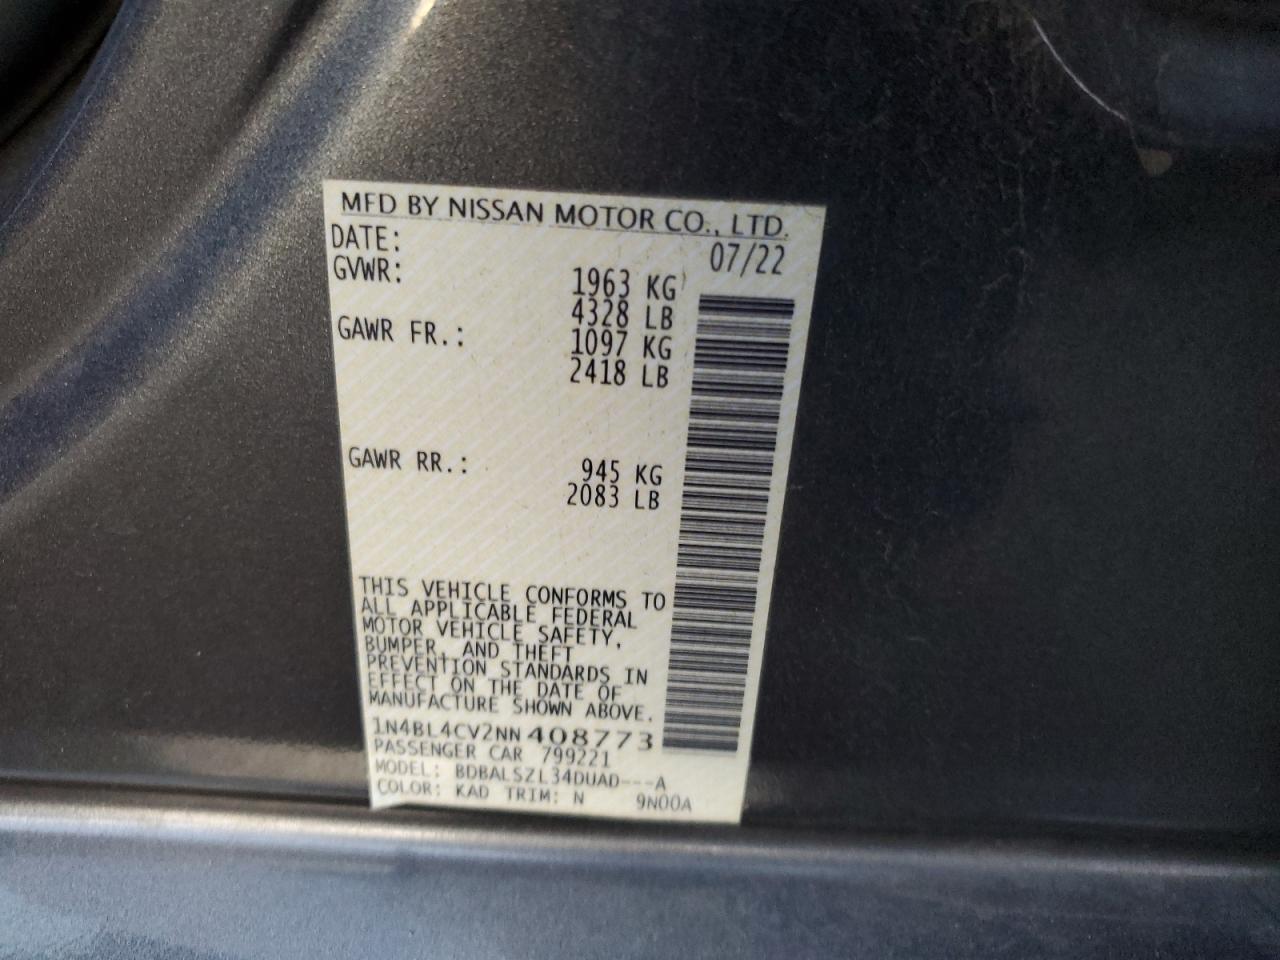 MFD BY NISSAN MOTOR CO., LTD.
DATE: 07/22
GVWR: 1963 KG
4328 LB
GAWR FR.: 1097 KG
2418 LB
GAWR RR.: 945 KG
2083 LB
THIS VEHICLE CONFORMS TO
ALL APPLICABLE FEDERAL
MOTOR VEHICLE SAFETY,
BUMPER, AND THEFT
PREVENTION STANDARDS IN
EFFECT ON THE DATE OF
MANUFACTURE SHOWN ABOVE.
1N4BL4CV2NN408773
PASSENGER CAR 799221
MODEL: BDBALSZL34DUAD---A
COLOR: KAD TRIM: N 9N00A